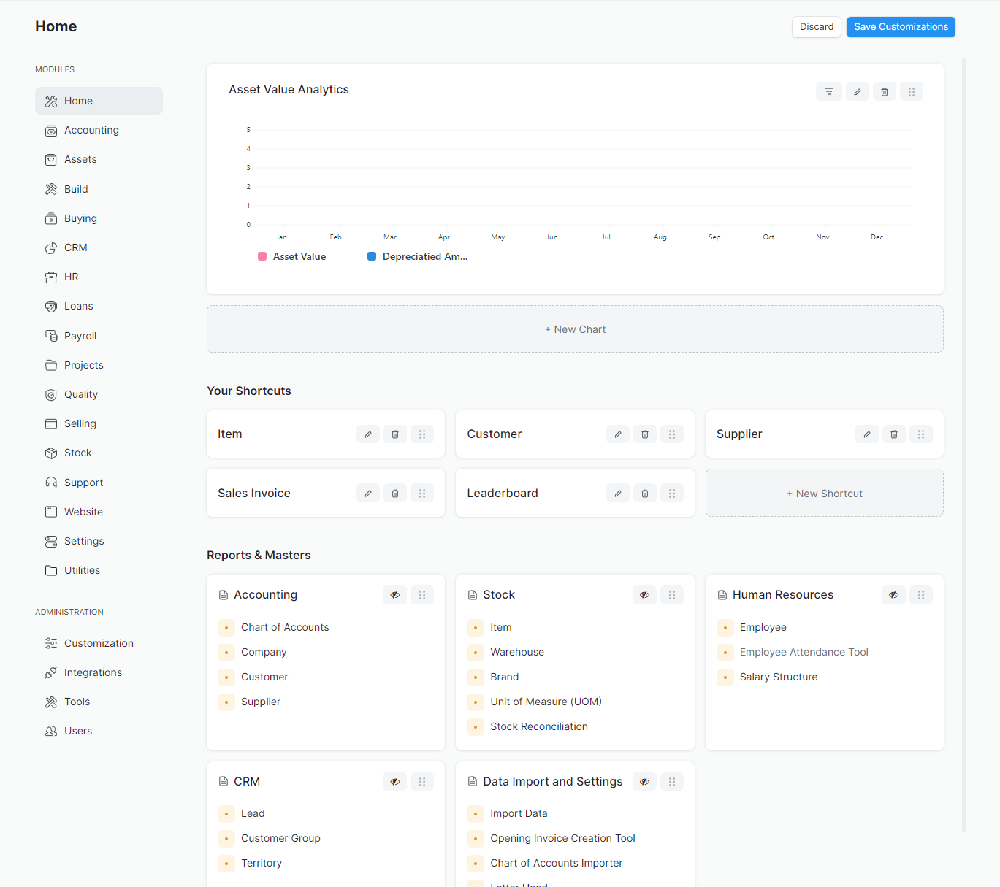 Home
Discard
Save Customizations
MODULES
Home
Accounting
Assets
Build
Buying
CRM
HR
Loans
Payroll
Projects
Quality
Selling
Stock
Support
Website
Settings
Utilities
ADMINISTRATION
Customization
Integrations
Tools
Users
Asset Value Analytics
5
4
3
2
1
0
Jan ...
Feb ...
Mar ...
Apr ...
May ...
Jun ...
Jul ...
Aug ...
Sep ...
Oct ...
Nov ...
Dec ...
Asset Value
Depreciatied Am...
+ New Chart
Your Shortcuts
Item
Customer
Supplier
Sales Invoice
Leaderboard
+ New Shortcut
Reports & Masters
Accounting
Chart of Accounts
Company
Customer
Supplier
Stock
Item
Warehouse
Brand
Unit of Measure (UOM)
Stock Reconciliation
Human Resources
Employee
Employee Attendance Tool
Salary Structure
CRM
Lead
Customer Group
Territory
Data Import and Settings
Import Data
Opening Invoice Creation Tool
Chart of Accounts Importer
Letter Head